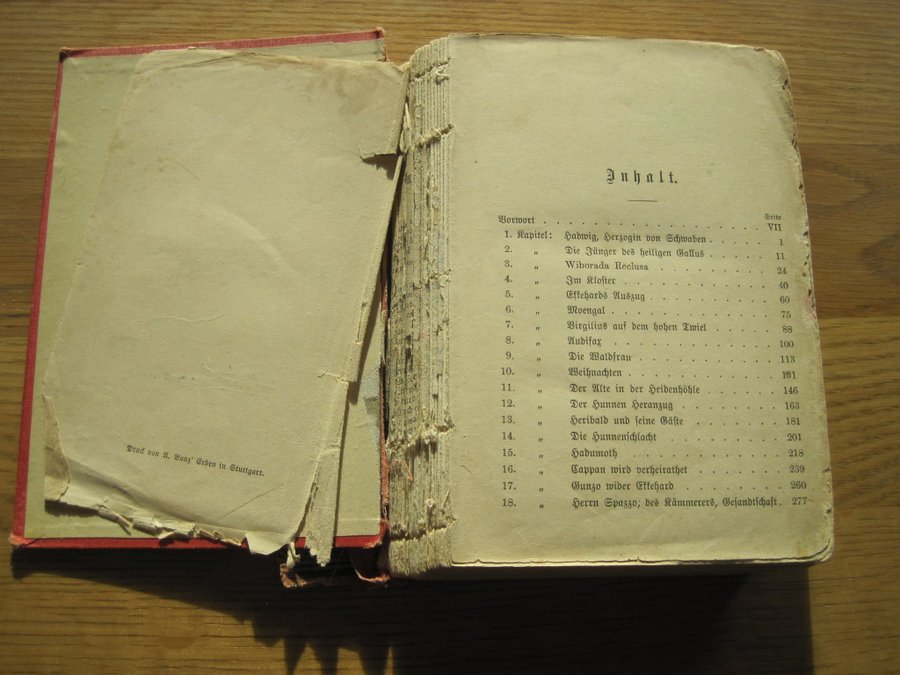 Druck von A. Bonz' Erben in Stuttgart.
Inhalt.
Seite
Vorwort . . . . . . . . . . . . . . . VII
1. Kapitel: Hadwig, Herzogin von Schwaben . . . . . 1
2. „ Die Jünger des heiligen Gallus . . . . . 11
3. „ Wiborada Reclusa . . . . . . . . 24
4. „ Im Kloster . . . . . . . . . . 40
5. „ Ekkehards Auszug . . . . . . . . 60
6. „ Moengal . . . . . . . . . . . 75
7. „ Virgilius auf dem hohen Twiel . . . . . 88
8. „ Audifax . . . . . . . . . . . 100
9. „ Die Waldfrau . . . . . . . . . 113
10. „ Weihnachten . . . . . . . . . . 131
11. „ Der Alte in der Heidenhöhle . . . . . 146
12. „ Der Hunnen Heranzug . . . . . . . 163
13. „ Heribald und seine Gäste . . . . . . 181
14. „ Die Hunnenschlacht . . . . . . . . 201
15. „ Hadumoth . . . . . . . . . . . 218
16. „ Cappan wird verheirathet . . . . . . 239
17. „ Gunzo wider Ekkehard . . . . . . . 260
18. „ Herrn Spazzo, des Kämmerers, Gesandtschaft . 277